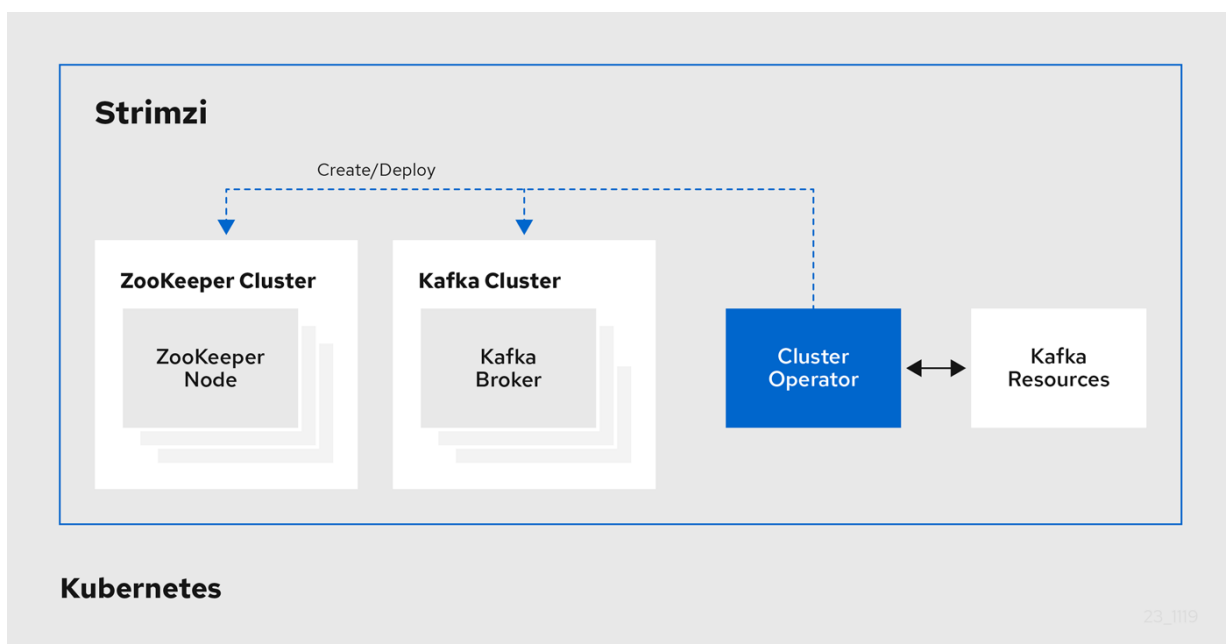 Strimzi
Create/Deploy
ZooKeeper Cluster
ZooKeeper
Node
Kafka Cluster
Kafka
Broker
Cluster
Operator
Kafka
Resources
Kubernetes
23_1119